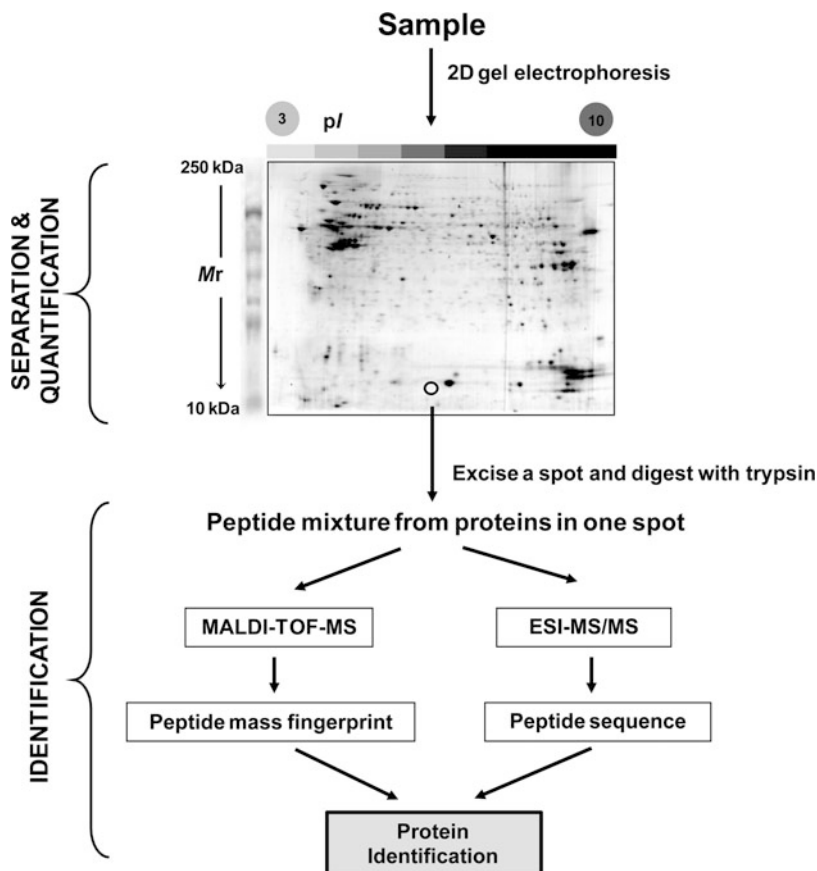 Sample
2D gel electrophoresis
3
pI
10
SEPARATION &
QUANTIFICATION
250 kDa
Mr
10 kDa
Excise a spot and digest with trypsin
Peptide mixture from proteins in one spot
IDENTIFICATION
MALDI-TOF-MS
ESI-MS/MS
Peptide mass fingerprint
Peptide sequence
Protein
Identification